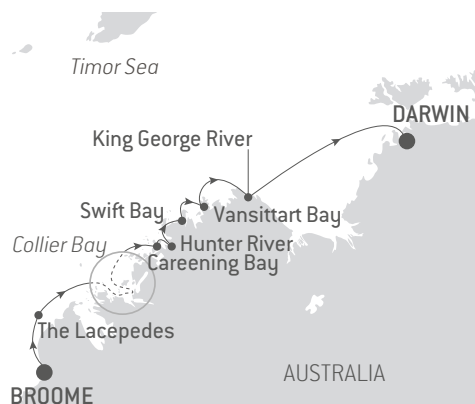 Timor Sea
DARWIN
King George River
Swift Bay
Vansittart Bay
Collier Bay
Hunter River
Careening Bay
The Lacepedes
AUSTRALIA
BROOME